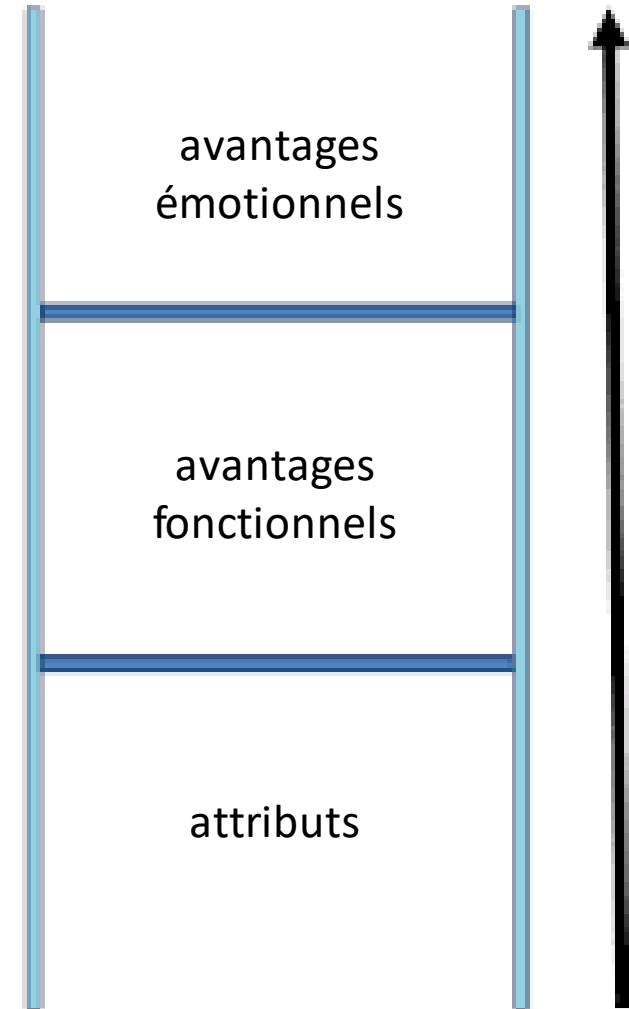 avantages
émotionnels
avantages
fonctionnels
attributs